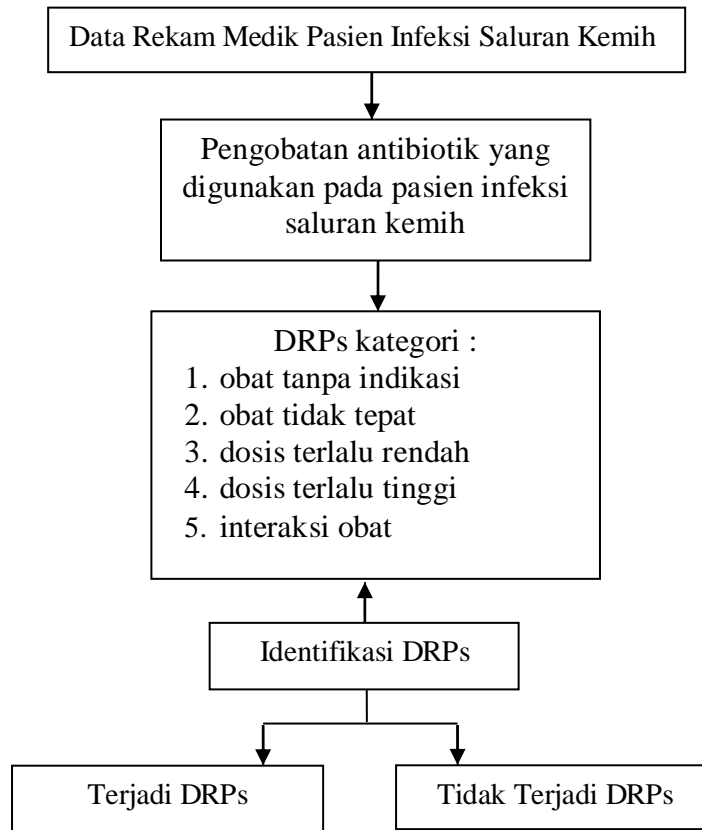 Data Rekam Medik Pasien Infeksi Saluran Kemih
Pengobatan antibiotik yang
digunakan pada pasien infeksi
saluran kemih
DRPs kategori :
1. obat tanpa indikasi
2. obat tidak tepat
3. dosis terlalu rendah
4. dosis terlalu tinggi
5. interaksi obat
Identifikasi DRPs
Terjadi DRPs
Tidak Terjadi DRPs